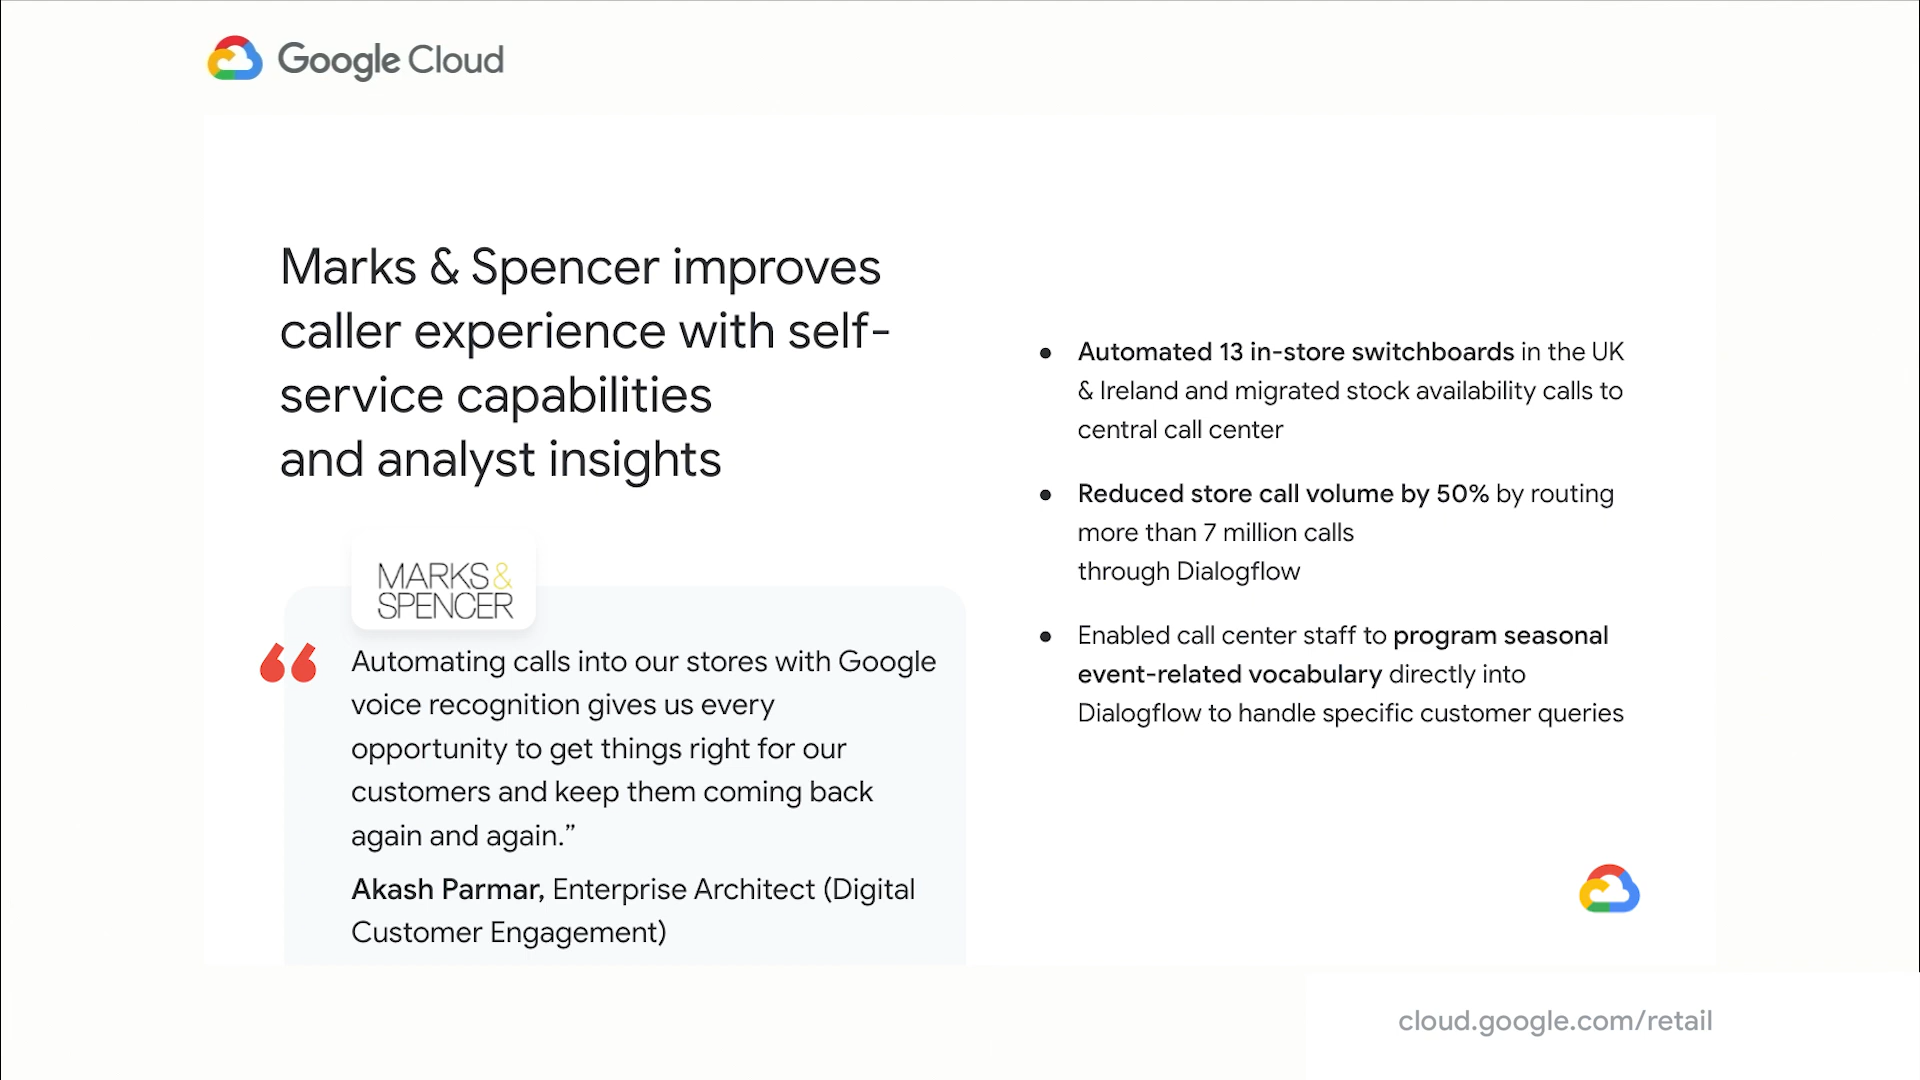 Google Cloud
Marks & Spencer improves
caller experience with self-
service capabilities
and analyst insights
MARKS&
SPENCER
“
Automating calls into our stores with Google
voice recognition gives us every
opportunity to get things right for our
customers and keep them coming back
again and again.”
Akash Parmar, Enterprise Architect (Digital
Customer Engagement)
● Automated 13 in-store switchboards in the UK
& Ireland and migrated stock availability calls to
central call center
● Reduced store call volume by 50% by routing
more than 7 million calls
through Dialogflow
● Enabled call center staff to program seasonal
event-related vocabulary directly into
Dialogflow to handle specific customer queries
cloud.google.com/retail